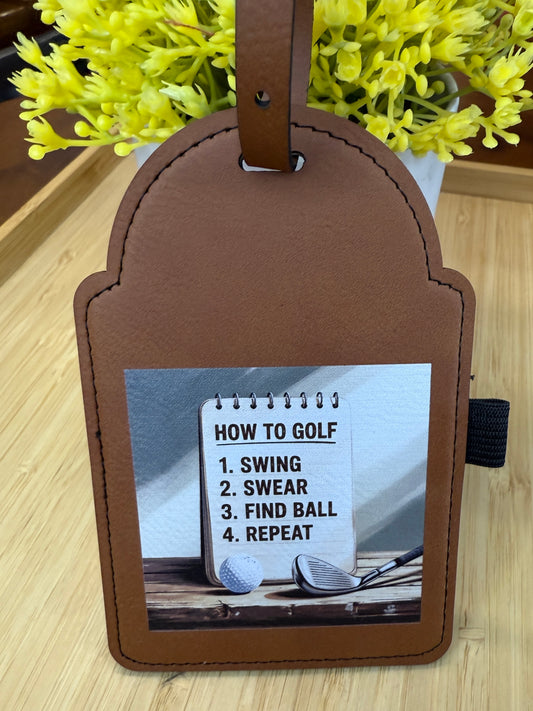 HOW TO GOLF
1. SWING
2. SWEAR
3. FIND BALL
4. REPEAT